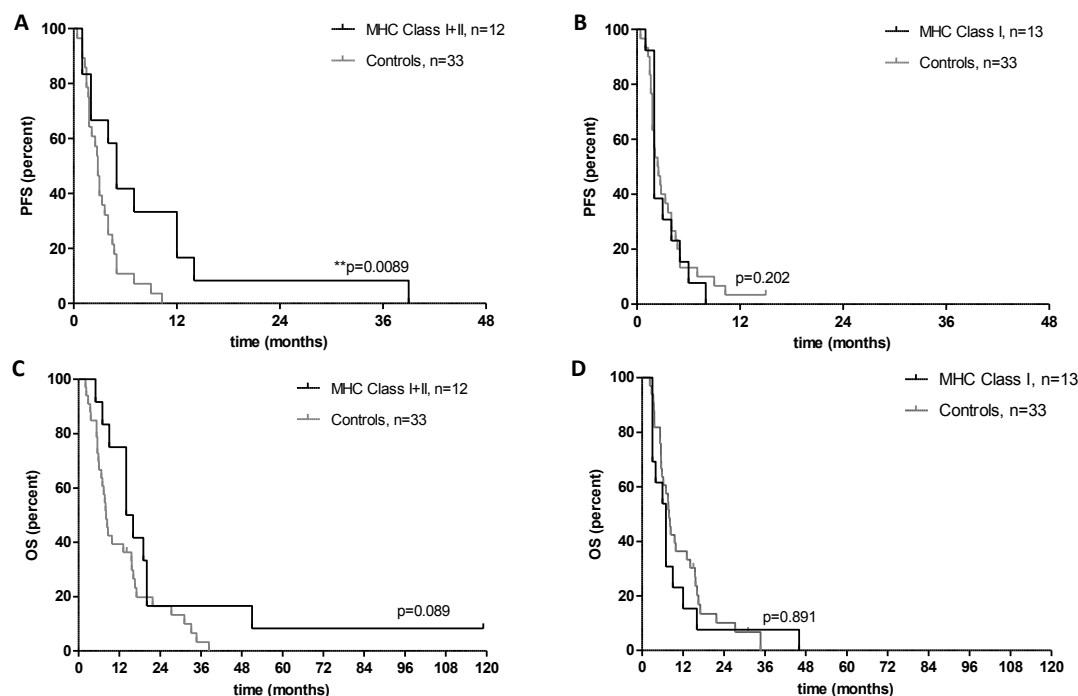 A
MHC Class I+II, n=12
Controls, n=33
PFS (percent)
100
80
60
40
20
0
**p=0.0089
0 12 24 36 48
time (months)
B
MHC Class I, n=13
Controls, n=33
PFS (percent)
100
80
60
40
20
0
p=0.202
0 12 24 36 48
time (months)
C
MHC Class I+II, n=12
Controls, n=33
OS (percent)
100
80
60
40
20
0
p=0.089
0 12 24 36 48 60 72 84 96 108 120
time (months)
D
MHC Class I, n=13
Controls, n=33
OS (percent)
100
80
60
40
20
0
p=0.891
0 12 24 36 48 60 72 84 96 108 120
time (months)